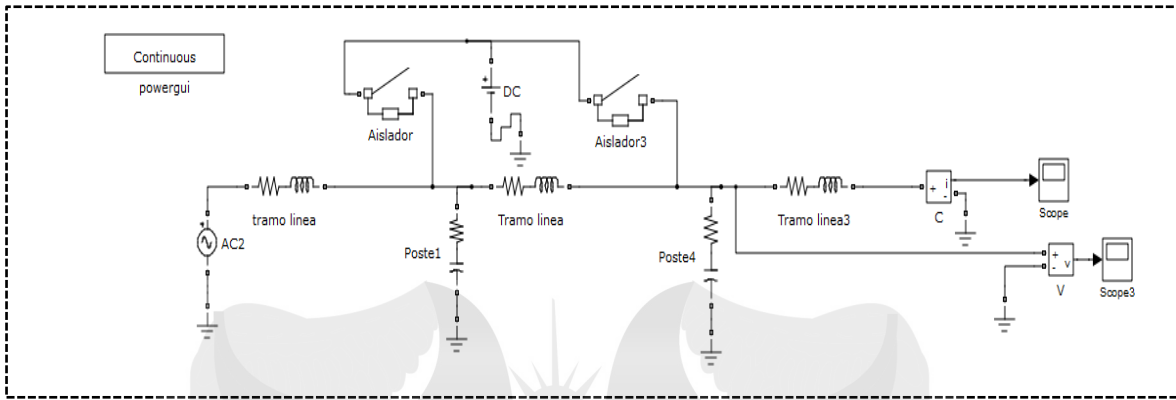 Continuous
powergui
Aislador
DC
Aislador3
tramo linea
Tramo linea
Tramo linea3
AC2
Poste1
Poste4
+
-
i
C
Scope
+
-
v
V
Scope3